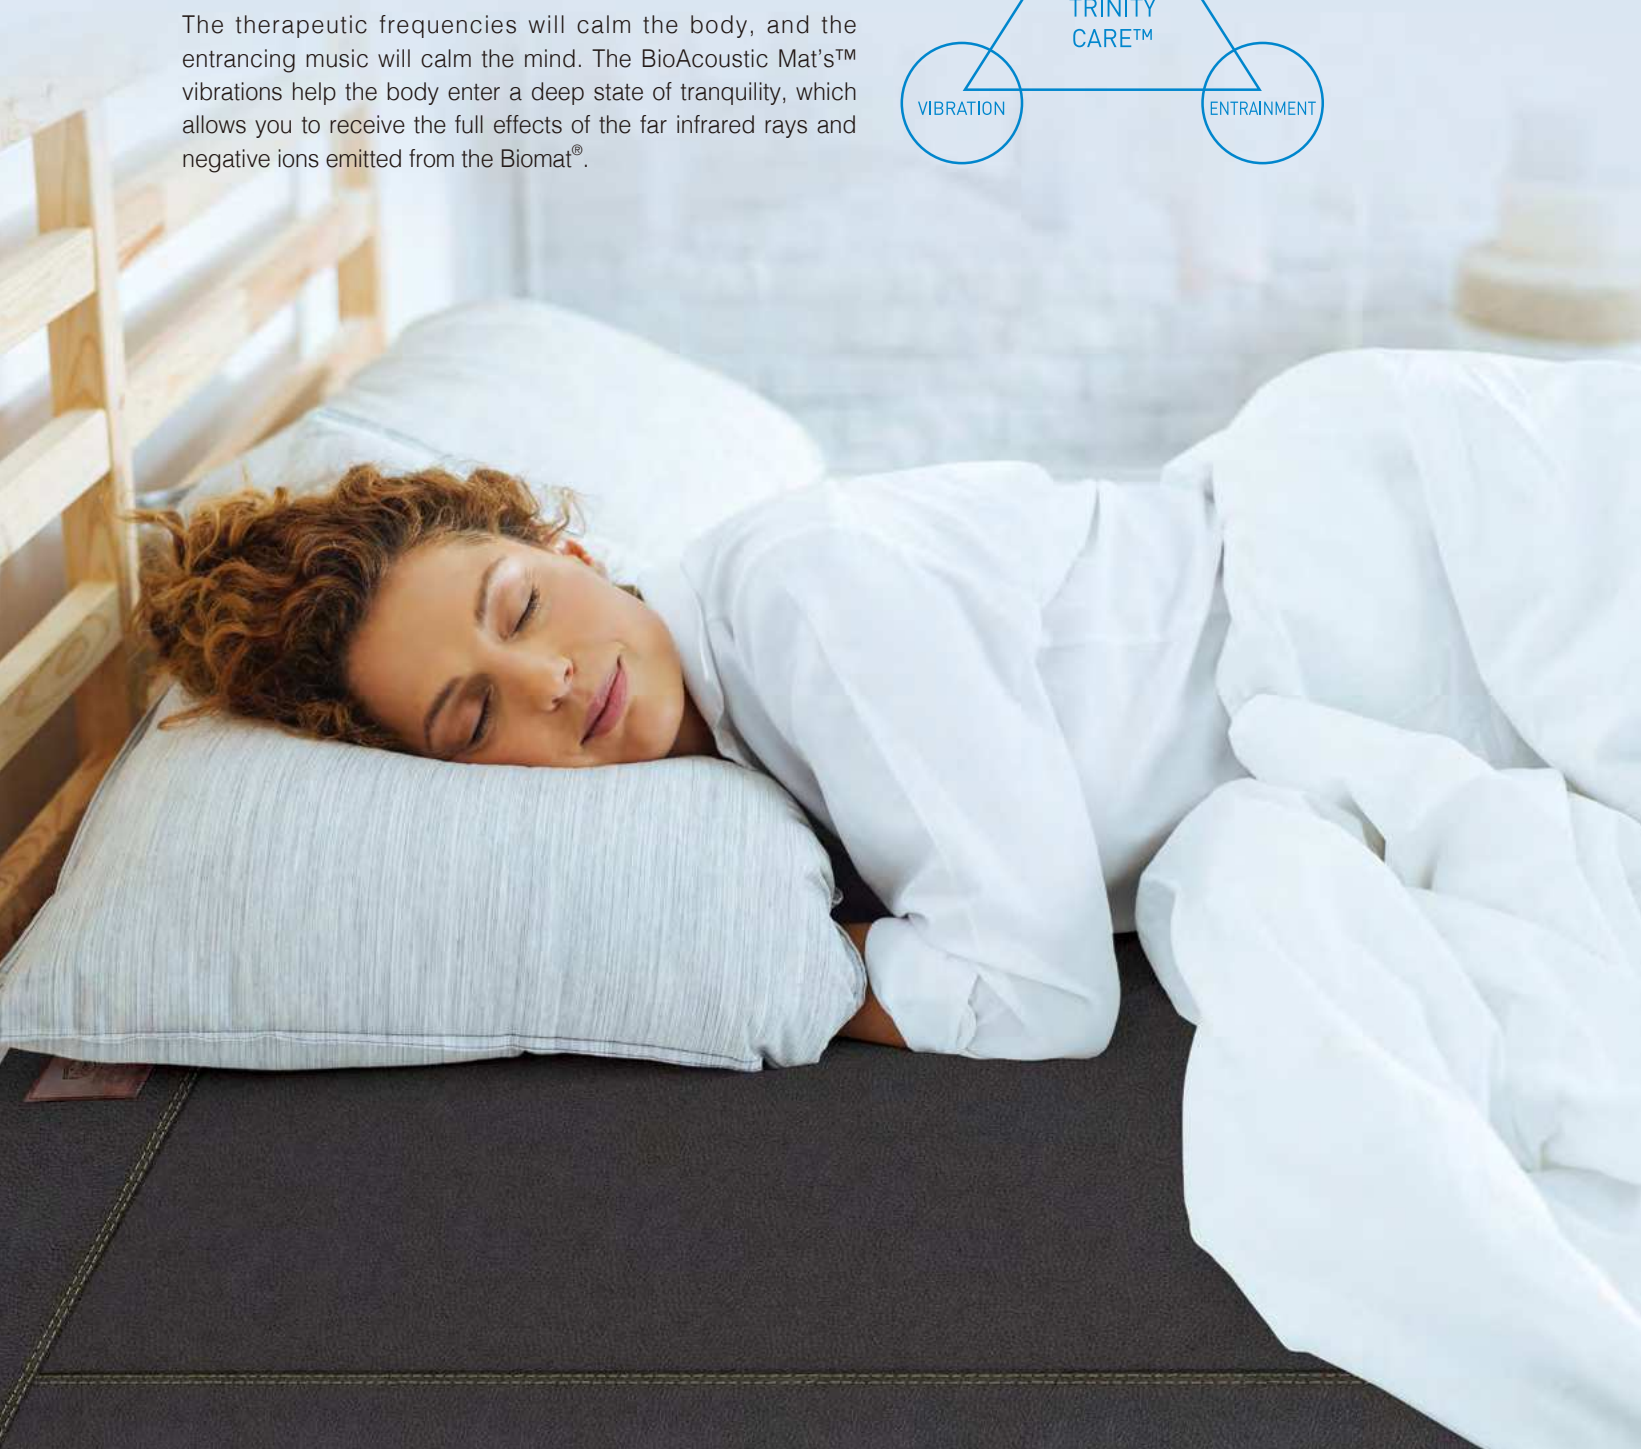 The therapeutic frequencies will calm the body, and the
entrancing music will calm the mind. The BioAcoustic Mat's™
vibrations help the body enter a deep state of tranquility, which
allows you to receive the full effects of the far infrared rays and
negative ions emitted from the Biomat®.
TRINITY
CARE™
VIBRATION
ENTRAINMENT